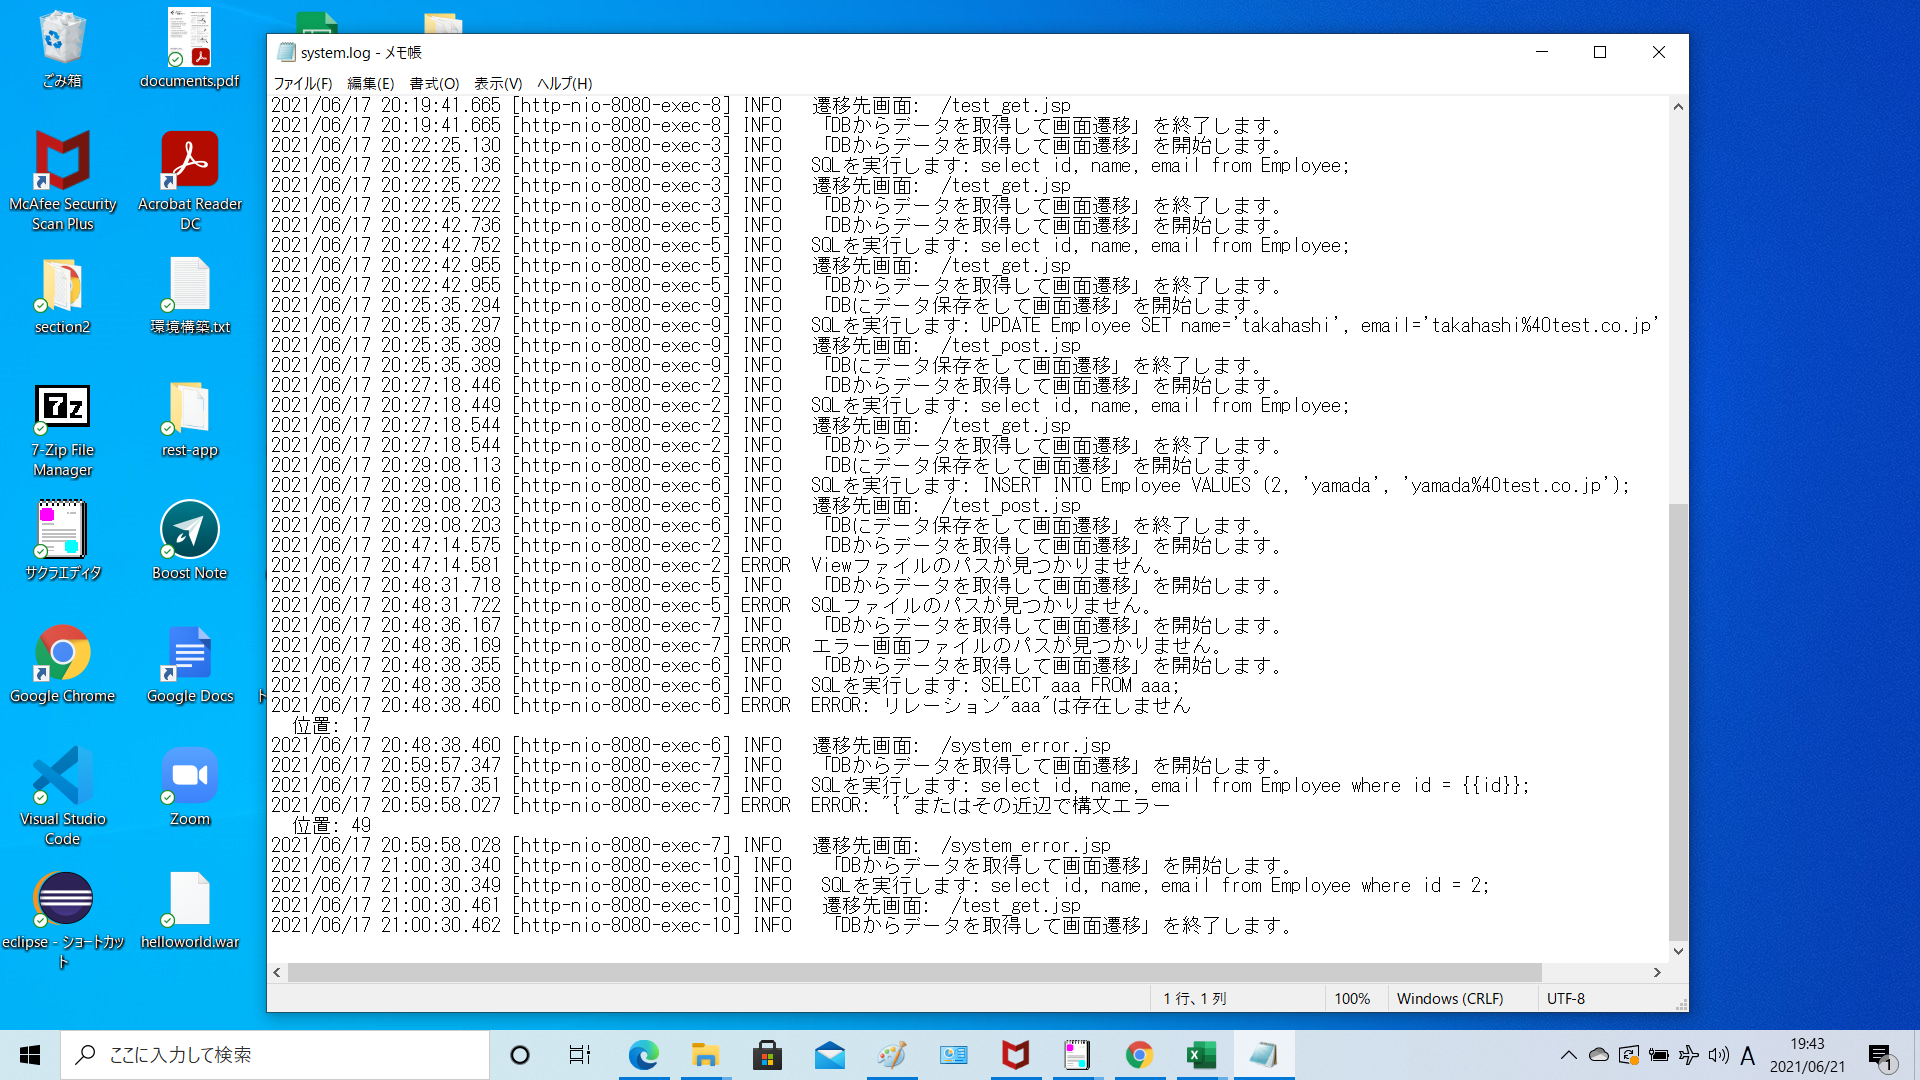 ごみ箱
documents.pdf
McAfee Security
Scan Plus
Acrobat Reader
DC
section2
環境構築.txt
7-Zip File
Manager
rest-app
サクラエディタ
Boost Note
Google Chrome
Google Docs
Visual Studio
Code
Zoom
eclipse - ショートカッ
ト
helloworld.war
system.log - メモ帳
ファイル(F) 編集(E) 書式(O) 表示(V) ヘルプ(H)
2021/06/17 20:19:41.665 [http-nio-8080-exec-8] INFO 遷移先画面: /test_get.jsp
2021/06/17 20:19:41.665 [http-nio-8080-exec-8] INFO 「DBからデータを取得して画面遷移」を終了します。
2021/06/17 20:22:25.130 [http-nio-8080-exec-3] INFO 「DBからデータを取得して画面遷移」を開始します。
2021/06/17 20:22:25.136 [http-nio-8080-exec-3] INFO SQLを実行します: select id, name, email from Employee;
2021/06/17 20:22:25.222 [http-nio-8080-exec-3] INFO 遷移先画面: /test_get.jsp
2021/06/17 20:22:25.222 [http-nio-8080-exec-3] INFO 「DBからデータを取得して画面遷移」を終了します。
2021/06/17 20:22:42.736 [http-nio-8080-exec-5] INFO 「DBからデータを取得して画面遷移」を開始します。
2021/06/17 20:22:42.752 [http-nio-8080-exec-5] INFO SQLを実行します: select id, name, email from Employee;
2021/06/17 20:22:42.955 [http-nio-8080-exec-5] INFO 遷移先画面: /test_get.jsp
2021/06/17 20:22:42.955 [http-nio-8080-exec-5] INFO 「DBからデータを取得して画面遷移」を終了します。
2021/06/17 20:25:35.294 [http-nio-8080-exec-9] INFO 「DBにデータ保存をして画面遷移」を開始します。
2021/06/17 20:25:35.297 [http-nio-8080-exec-9] INFO SQLを実行します: UPDATE Employee SET name='takahashi', email='takahashi%40test.co.jp'
2021/06/17 20:25:35.389 [http-nio-8080-exec-9] INFO 遷移先画面: /test_post.jsp
2021/06/17 20:25:35.389 [http-nio-8080-exec-9] INFO 「DBにデータ保存をして画面遷移」を終了します。
2021/06/17 20:27:18.446 [http-nio-8080-exec-2] INFO 「DBからデータを取得して画面遷移」を開始します。
2021/06/17 20:27:18.449 [http-nio-8080-exec-2] INFO SQLを実行します: select id, name, email from Employee;
2021/06/17 20:27:18.544 [http-nio-8080-exec-2] INFO 遷移先画面: /test_get.jsp
2021/06/17 20:27:18.544 [http-nio-8080-exec-2] INFO 「DBからデータを取得して画面遷移」を終了します。
2021/06/17 20:29:08.113 [http-nio-8080-exec-6] INFO 「DBにデータ保存をして画面遷移」を開始します。
2021/06/17 20:29:08.116 [http-nio-8080-exec-6] INFO SQLを実行します: INSERT INTO Employee VALUES (2, 'yamada', 'yamada%40test.co.jp');
2021/06/17 20:29:08.203 [http-nio-8080-exec-6] INFO 遷移先画面: /test_post.jsp
2021/06/17 20:29:08.203 [http-nio-8080-exec-6] INFO 「DBにデータ保存をして画面遷移」を終了します。
2021/06/17 20:47:14.575 [http-nio-8080-exec-2] INFO 「DBからデータを取得して画面遷移」を開始します。
2021/06/17 20:47:14.581 [http-nio-8080-exec-2] ERROR Viewファイルのパスが見つかりません。
2021/06/17 20:48:31.718 [http-nio-8080-exec-5] INFO 「DBからデータを取得して画面遷移」を開始します。
2021/06/17 20:48:31.722 [http-nio-8080-exec-5] ERROR SQLファイルのパスが見つかりません。
2021/06/17 20:48:36.167 [http-nio-8080-exec-7] INFO 「DBからデータを取得して画面遷移」を開始します。
2021/06/17 20:48:36.169 [http-nio-8080-exec-7] ERROR エラー画面ファイルのパスが見つかりません。
2021/06/17 20:48:38.355 [http-nio-8080-exec-6] INFO 「DBからデータを取得して画面遷移」を開始します。
2021/06/17 20:48:38.358 [http-nio-8080-exec-6] INFO SQLを実行します: SELECT aaa FROM aaa;
2021/06/17 20:48:38.460 [http-nio-8080-exec-6] ERROR ERROR: リレーション"aaa"は存在しません
位置: 17
2021/06/17 20:48:38.460 [http-nio-8080-exec-6] INFO 遷移先画面: /system_error.jsp
2021/06/17 20:59:57.347 [http-nio-8080-exec-7] INFO 「DBからデータを取得して画面遷移」を開始します。
2021/06/17 20:59:57.351 [http-nio-8080-exec-7] INFO SQLを実行します: select id, name, email from Employee where id = {{id}};
2021/06/17 20:59:58.027 [http-nio-8080-exec-7] ERROR ERROR: "{"またはその近辺で構文エラー
位置: 49
2021/06/17 20:59:58.028 [http-nio-8080-exec-7] INFO 遷移先画面: /system_error.jsp
2021/06/17 21:00:30.340 [http-nio-8080-exec-10] INFO 「DBからデータを取得して画面遷移」を開始します。
2021/06/17 21:00:30.349 [http-nio-8080-exec-10] INFO SQLを実行します: select id, name, email from Employee where id = 2;
2021/06/17 21:00:30.461 [http-nio-8080-exec-10] INFO 遷移先画面: /test_get.jsp
2021/06/17 21:00:30.462 [http-nio-8080-exec-10] INFO 「DBからデータを取得して画面遷移」を終了します。
1 行、1 列 100% Windows (CRLF) UTF-8
ここに入力して検索
A
19:43
2021/06/21
1